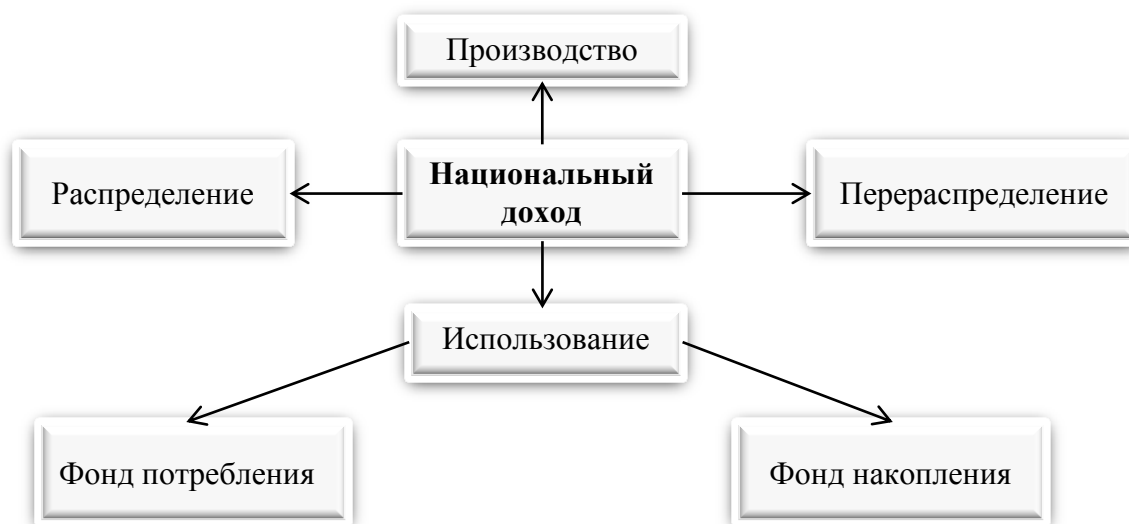 Производство
Распределение
Национальный
доход
Перераспределение
Использование
Фонд потребления
Фонд накопления